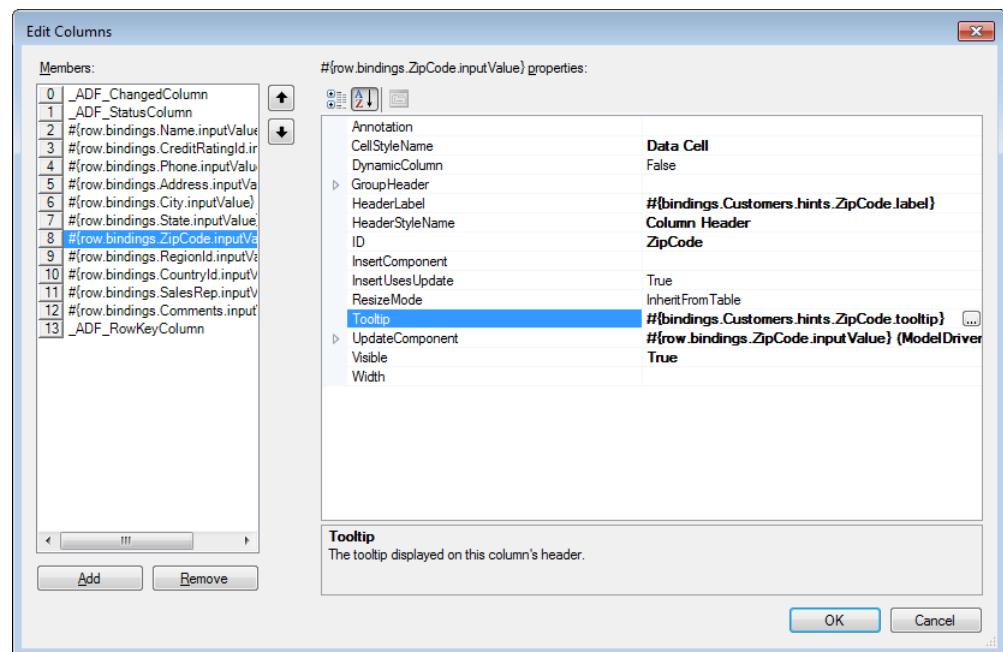 Edit Columns
Members:
0 _ADF_ChangedColumn
1 _ADF_StatusColumn
2 #{row.bindings.Name.inputValue
3 #{row.bindings.CreditRatingId.ir
4 #{row.bindings.Phone.inputValu
5 #{row.bindings.Address.inputVa
6 #{row.bindings.City.inputValue}
7 #{row.bindings.State.inputValue
8 #{row.bindings.ZipCode.inputVa
9 #{row.bindings.RegionId.inputVa
10 #{row.bindings.CountryId.inputV
11 #{row.bindings.SalesRep.inputV
12 #{row.bindings.Comments.input
13 _ADF_RowKeyColumn
Add Remove
#{row.bindings.ZipCode.inputValue} properties:
Annotation
CellStyleName Data Cell
DynamicColumn False
GroupHeader
HeaderLabel #{bindings.Customers.hints.ZipCode.label}
HeaderStyleName Column Header
ID ZipCode
InsertComponent
InsertUsesUpdate True
ResizeMode InheritFromTable
Tooltip #{bindings.Customers.hints.ZipCode.tooltip} ...
UpdateComponent #{row.bindings.ZipCode.inputValue} (ModelDriver
Visible True
Width
Tooltip
The tooltip displayed on this column's header.
OK Cancel